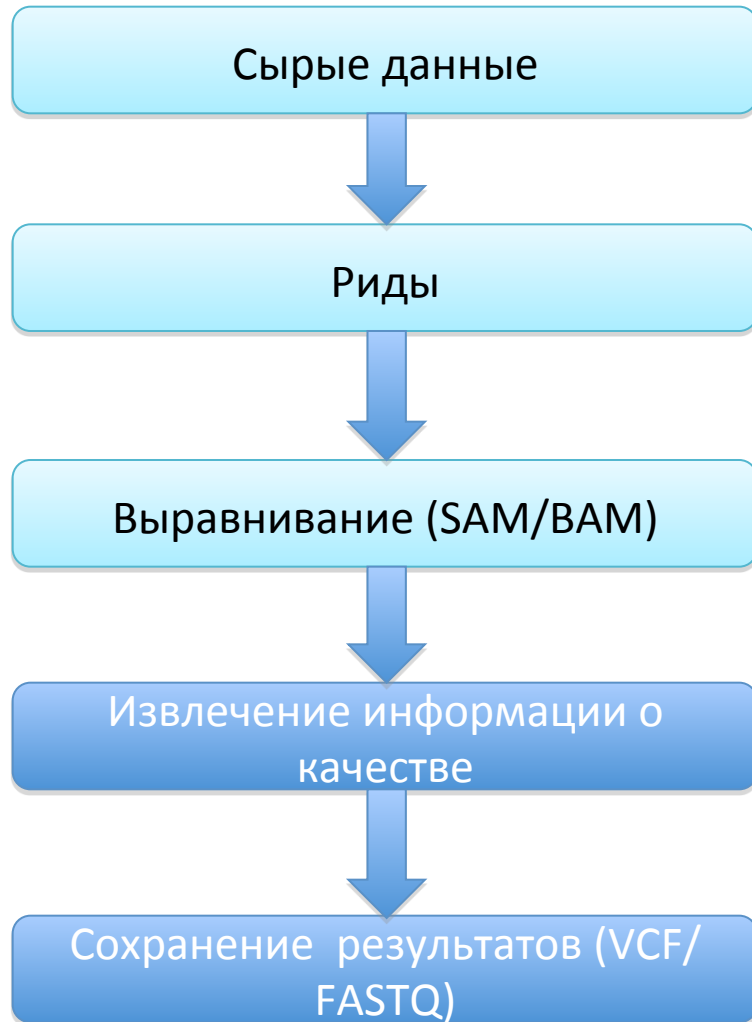 Сырые данные
Риды
Выравнивание (SAM/BAM)
Извлечение информации о
качестве
Сохранение  результатов (VCF/
FASTQ)